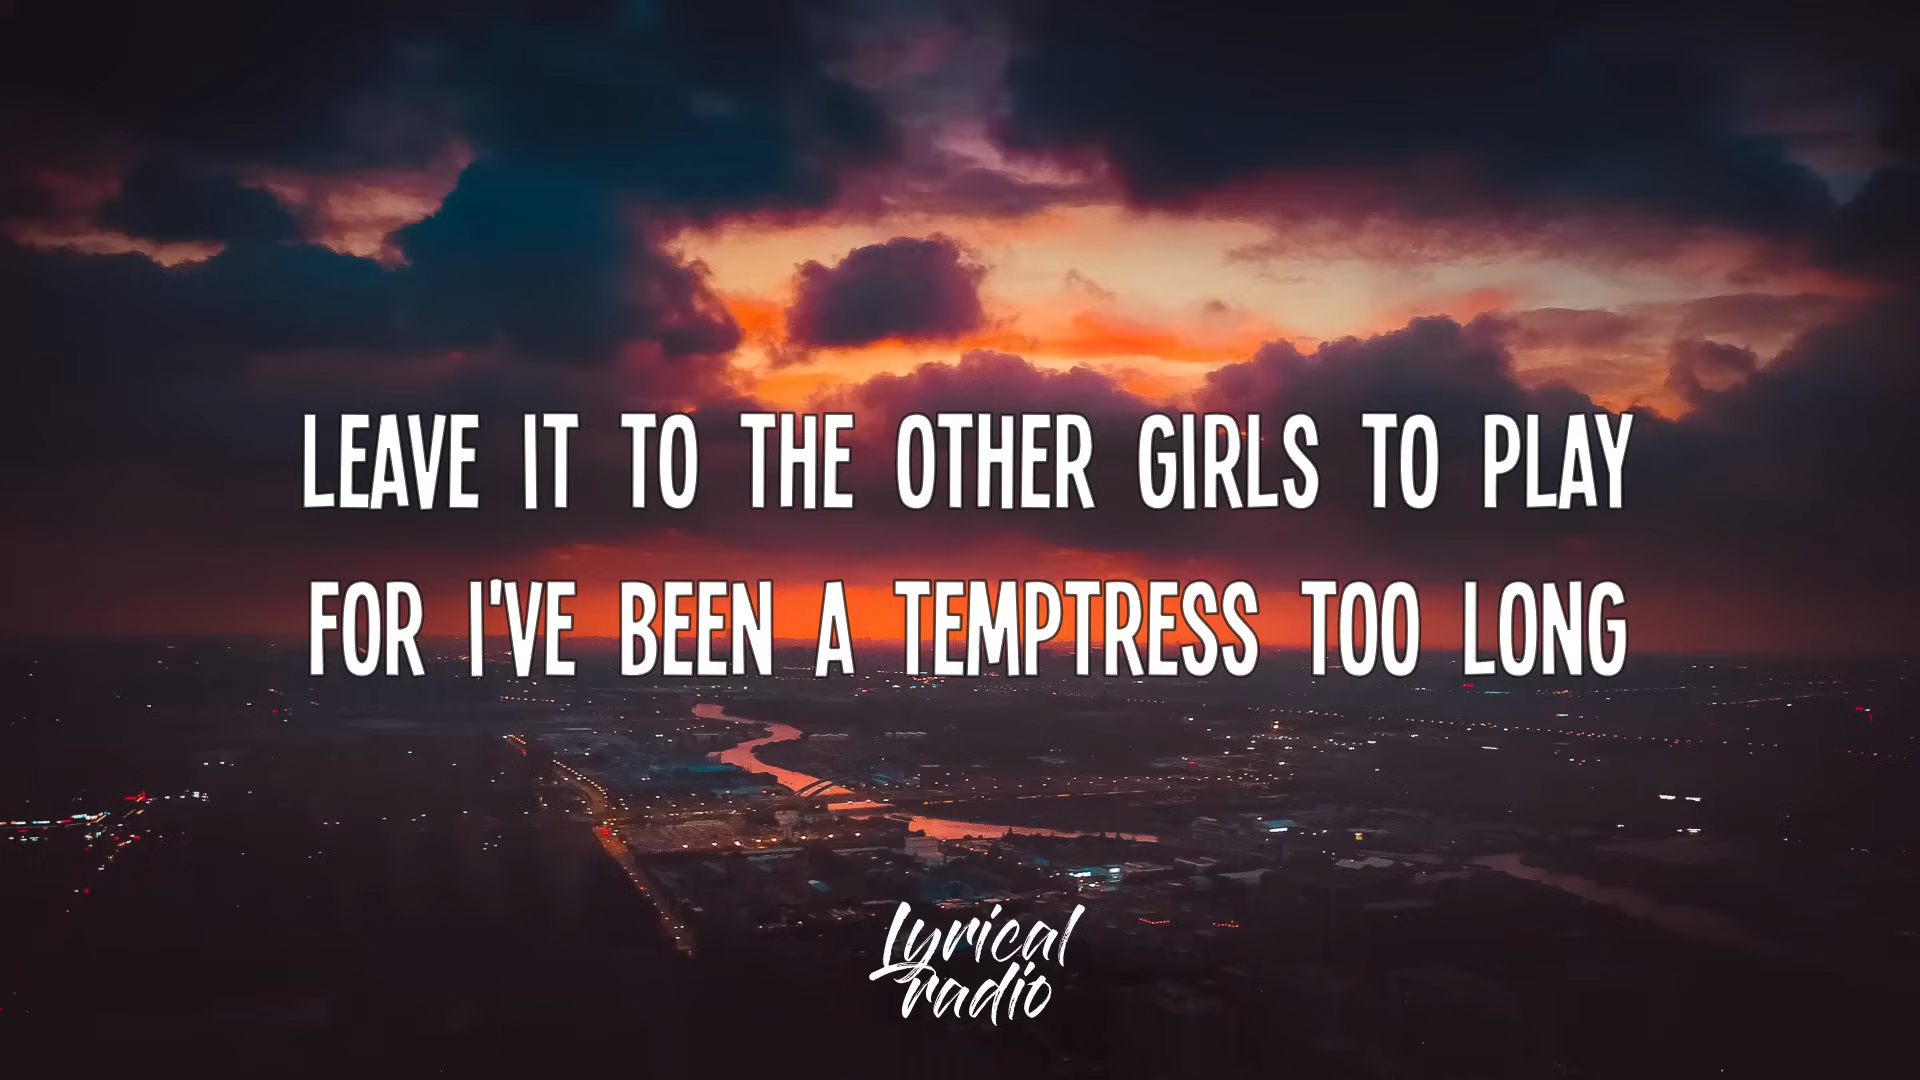 LEAVE IT TO THE OTHER GIRLS TO PLAY
FOR I'VE BEEN A TEMPTRESS TOO LONG
Lyrical
radio